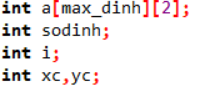 int a[max_dinh][2];
int sodinh;
int i;
int xc,yc;